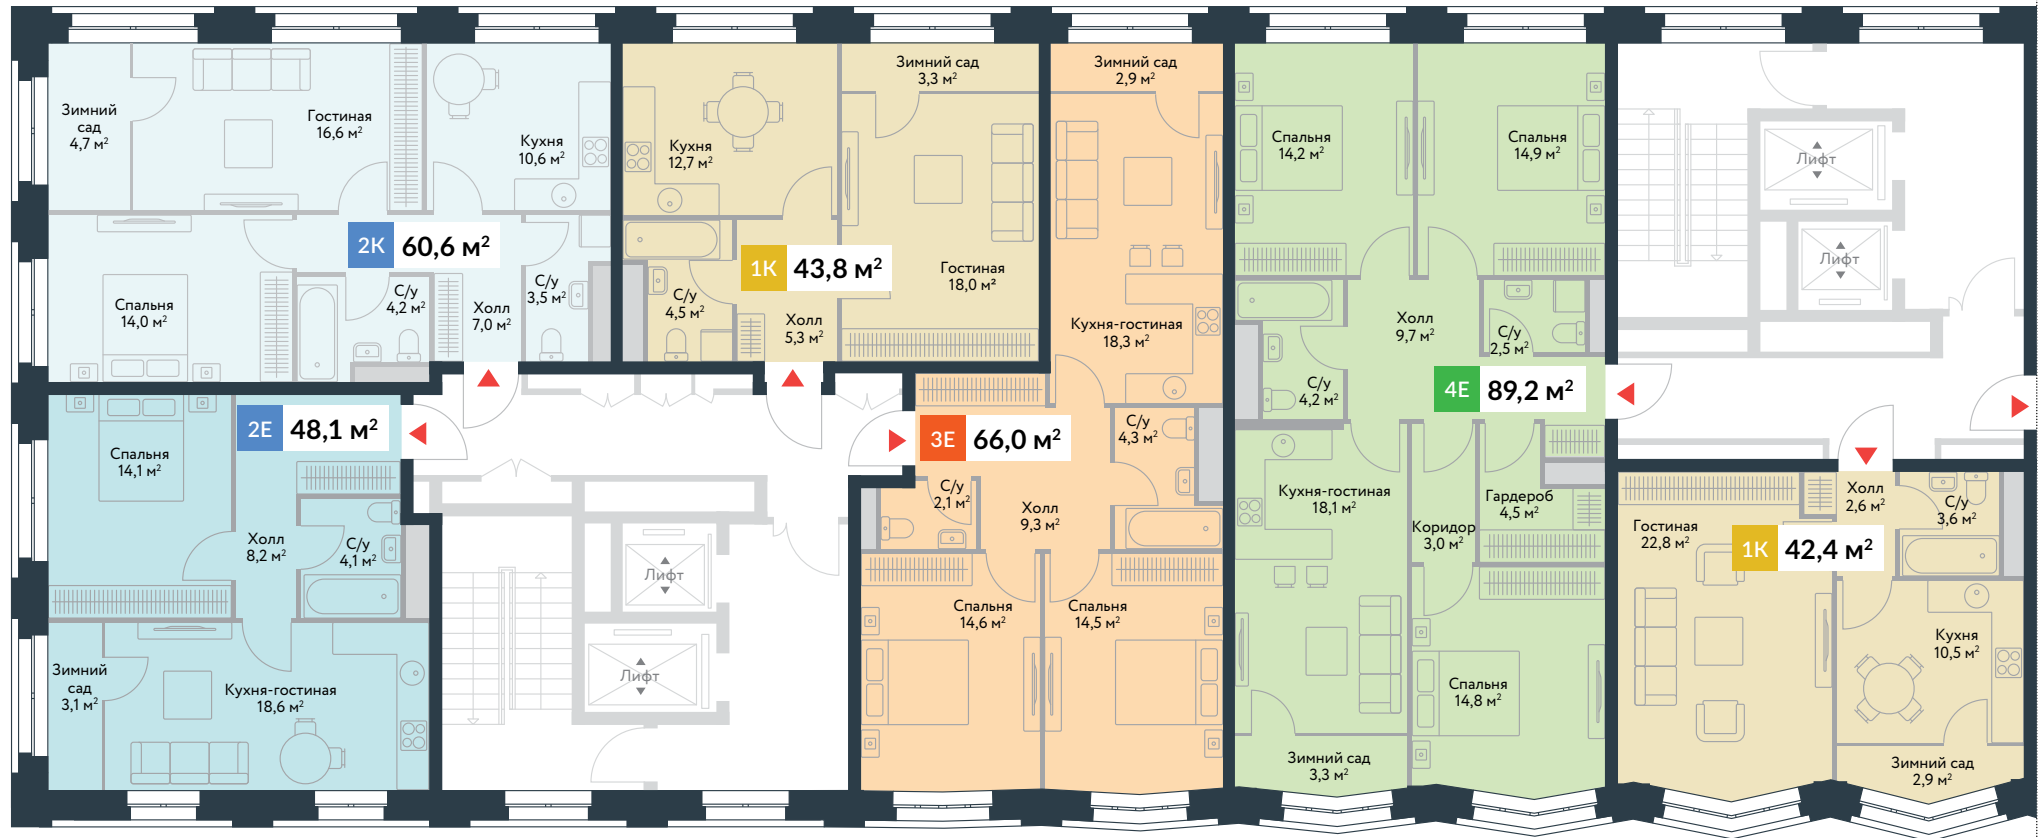 Зимний
сад
4,7 м²
Гостиная
16,6 м²
Кухня
10,6 м²
2К 60,6 м²
Спальня
14,0 м²
С/у
4,2 м²
Холл
7,0 м²
С/у
3,5 м²
Кухня
12,7 м²
Зимний сад
3,3 м²
1К 43,8 м²
С/у
4,5 м²
Холл
5,3 м²
Гостиная
18,0 м²
Зимний сад
2,9 м²
Кухня-гостиная
18,3 м²
3Е 66,0 м²
С/у
4,3 м²
С/у
2,1 м²
Холл
9,3 м²
Спальня
14,6 м²
Спальня
14,5 м²
Спальня
14,2 м²
Спальня
14,9 м²
Холл
9,7 м²
С/у
2,5 м²
С/у
4,2 м²
4Е 89,2 м²
Кухня-гостиная
18,1 м²
Гардероб
4,5 м²
Коридор
3,0 м²
Спальня
14,8 м²
Зимний сад
3,3 м²
Лифт
Лифт
2Е 48,1 м²
Спальня
14,1 м²
Холл
8,2 м²
С/у
4,1 м²
Зимний
сад
3,1 м²
Кухня-гостиная
18,6 м²
Лифт
Лифт
Холл
2,6 м²
С/у
3,6 м²
Гостиная
22,8 м²
1К 42,4 м²
Кухня
10,5 м²
Зимний сад
2,9 м²